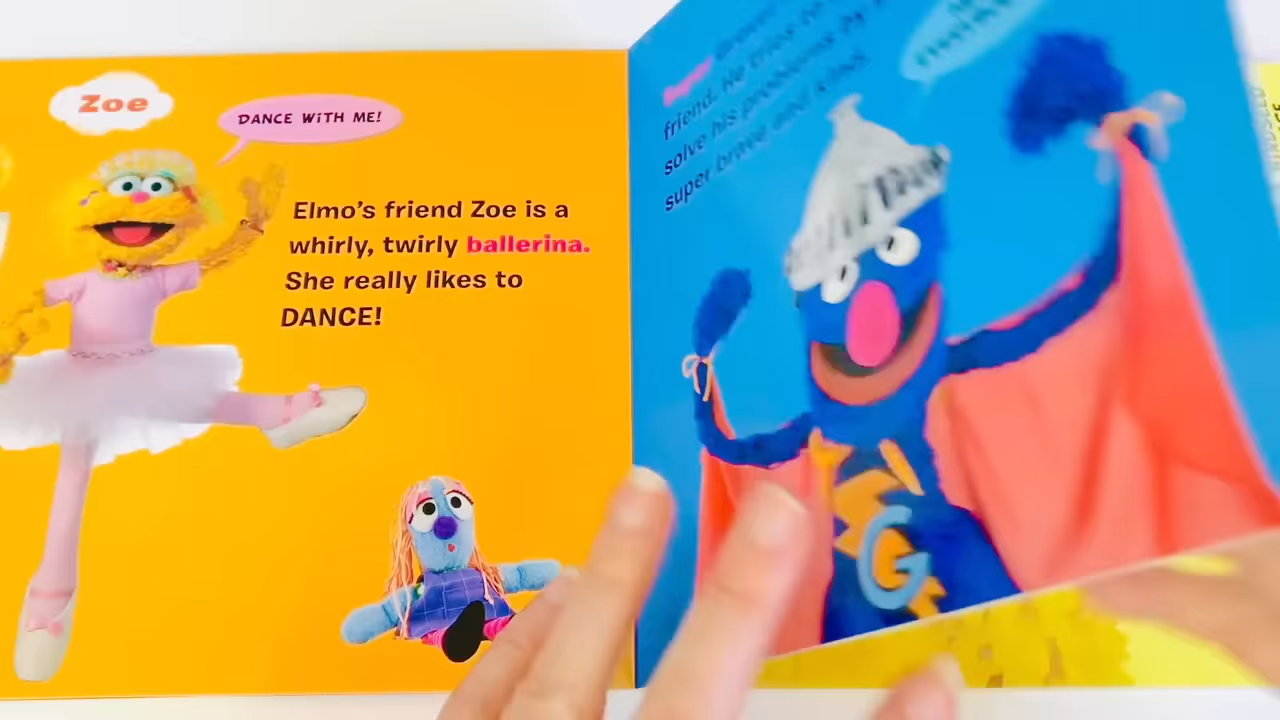 Zoe
DANCE WITH ME!
Elmo's friend Zoe is a
whirly, twirly ballerina.
She really likes to
DANCE!
friend. He tries to
solve his problems by
super brave and kind.
G